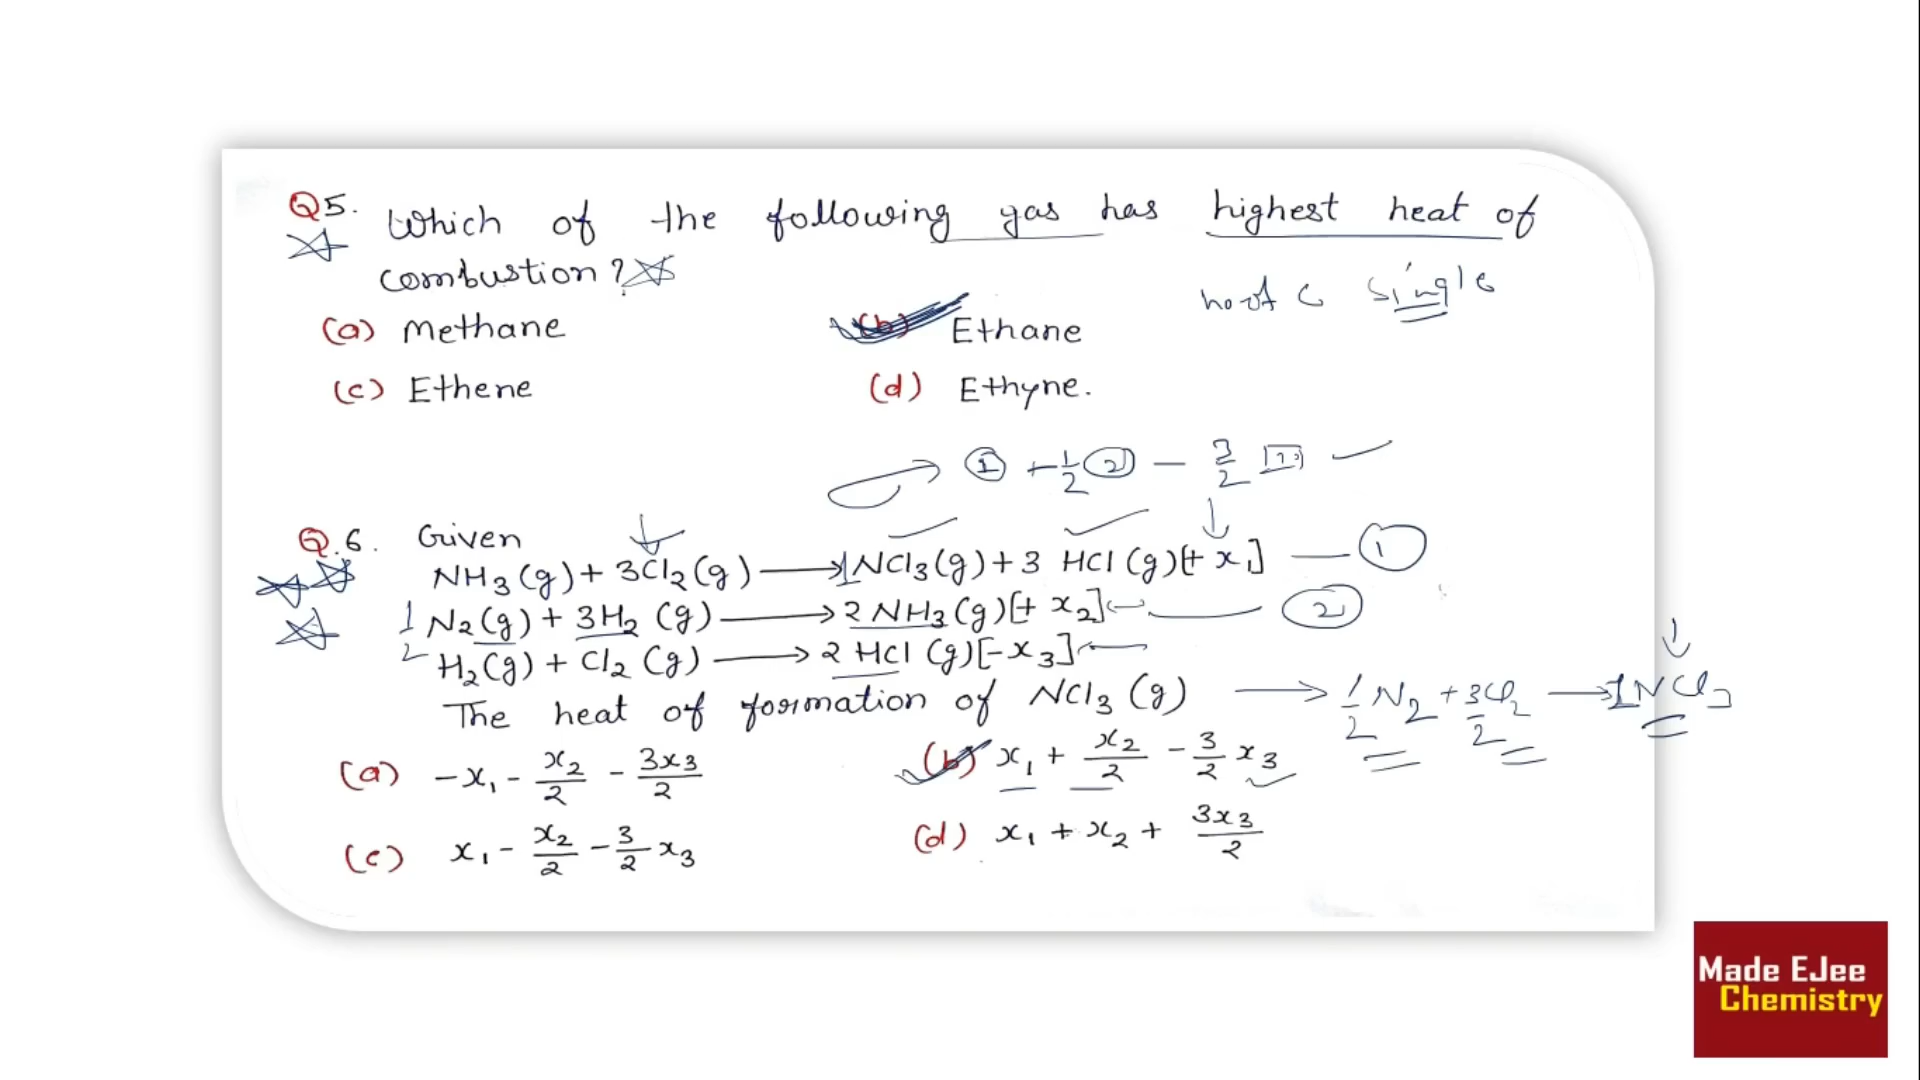 Q5. Which of the following gas has highest heat of
combustion?
no of C single
(a) Methane (b) Ethane
(c) Ethene (d) Ethyne.
① + 1/2 ② - 3/2
Q.6. Given
NH₃(g) + 3Cl₂(g) ⟶ 1NCl₃(g) + 3 HCl (g) [+ x₁] — ①
1/2 N₂(g) + 3H₂ (g) ⟶ 2 NH₃(g) [+ x₂] — ②
H₂(g) + Cl₂ (g) ⟶ 2 HCl (g) [- x₃]
The heat of formation of NCl₃ (g) ⟶ 1/2 N₂ + 3/2 Cl₂ ⟶ 1NCl₃
(a) -x₁ - x₂/2 - 3x₃/2 (b) x₁ + x₂/2 - 3/2 x₃
(c) x₁ - x₂/2 - 3/2 x₃ (d) x₁ + x₂ + 3x₃/2
Made EJee
Chemistry